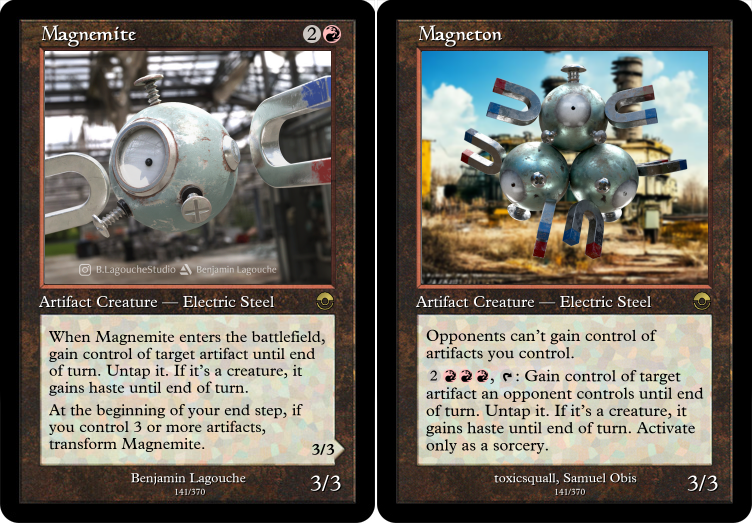 Magnemite
2
B.LagoucheStudio Benjamin Lagouche
Artifact Creature — Electric Steel
When Magnemite enters the battlefield,
gain control of target artifact until end
of turn. Untap it. If it's a creature, it
gains haste until end of turn.
At the beginning of your end step, if
you control 3 or more artifacts,
transform Magnemite.
3/3
Benjamin Lagouche
141/370
3/3
Magneton
Artifact Creature — Electric Steel
Opponents can't gain control of
artifacts you control.
2 , : Gain control of target
artifact an opponent controls until end
of turn. Untap it. If it's a creature, it
gains haste until end of turn. Activate
only as a sorcery.
toxicsquall, Samuel Obis
141/370
3/3